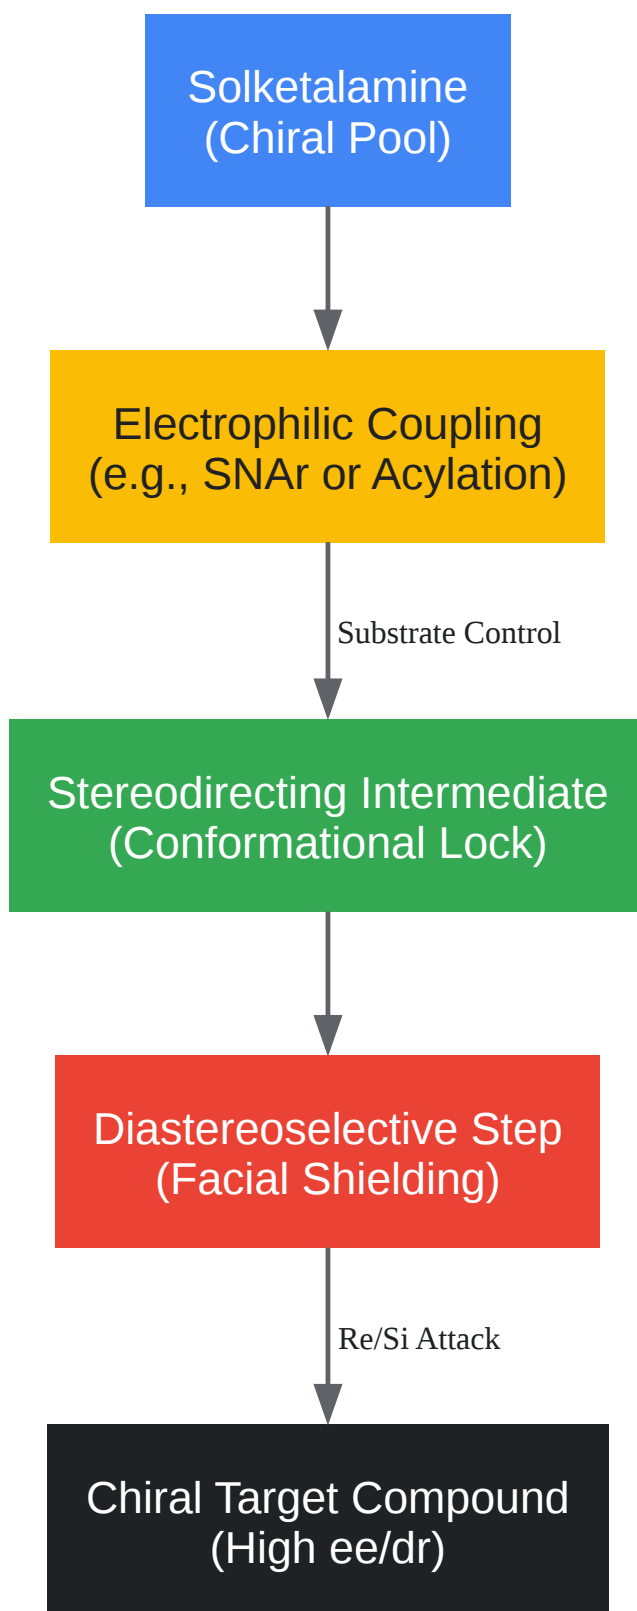 Solketalamine
(Chiral Pool)
Electrophilic Coupling
(e.g., SNAr or Acylation)
Substrate Control
Stereodirecting Intermediate
(Conformational Lock)
Diastereoselective Step
(Facial Shielding)
Re/Si Attack
Chiral Target Compound
(High ee/dr)